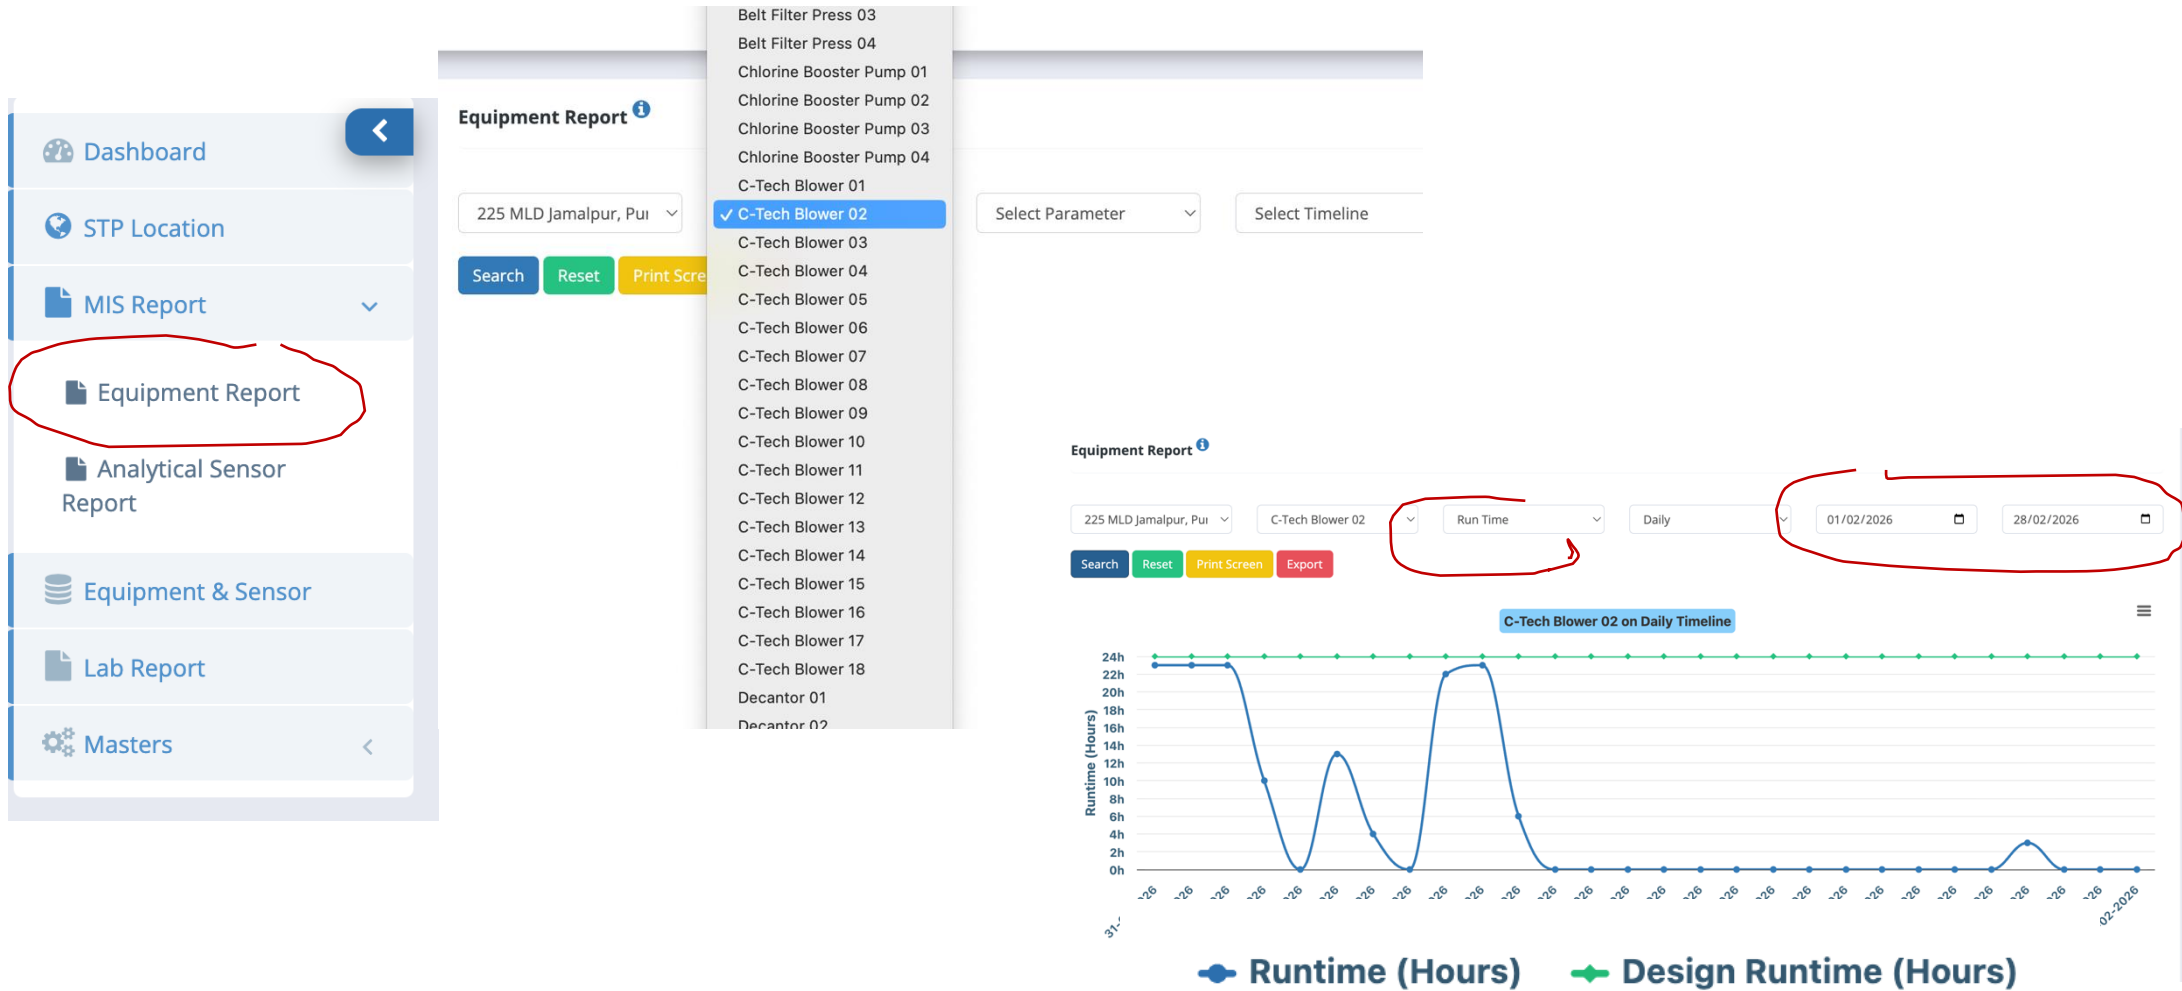 Dashboard
STP Location
MIS Report
Equipment Report
Analytical Sensor
Report
Equipment & Sensor
Lab Report
Masters
Equipment Report
225 MLD Jamalpur, Pur
Select Parameter
Select Timeline
Search
Reset
Print Scre
Belt Filter Press 03
Belt Filter Press 04
Chlorine Booster Pump 01
Chlorine Booster Pump 02
Chlorine Booster Pump 03
Chlorine Booster Pump 04
C-Tech Blower 01
✓ C-Tech Blower 02
C-Tech Blower 03
C-Tech Blower 04
C-Tech Blower 05
C-Tech Blower 06
C-Tech Blower 07
C-Tech Blower 08
C-Tech Blower 09
C-Tech Blower 10
C-Tech Blower 11
C-Tech Blower 12
C-Tech Blower 13
C-Tech Blower 14
C-Tech Blower 15
C-Tech Blower 16
C-Tech Blower 17
C-Tech Blower 18
Decantor 01
Decantor 02
Equipment Report
225 MLD Jamalpur, Pur
C-Tech Blower 02
Run Time
Daily
01/02/2026
28/02/2026
Search
Reset
Print Screen
Export
C-Tech Blower 02 on Daily Timeline
Runtime (Hours)
24h
22h
20h
18h
16h
14h
12h
10h
8h
6h
4h
2h
0h
31-
02-2026
Runtime (Hours)
Design Runtime (Hours)